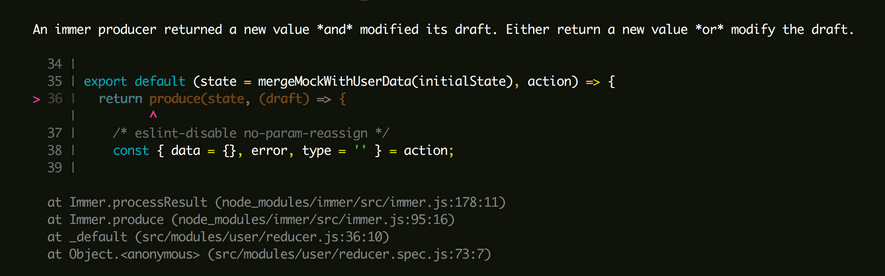 An immer producer returned a new value *and* modified its draft. Either return a new value *or* modify the draft.
34 |
35 | export default (state = mergeMockWithUserData(initialState), action) => {
> 36 | return produce(state, (draft) => {
| ^
37 | /* eslint-disable no-param-reassign */
38 | const { data = {}, error, type = '' } = action;
39 |
at Immer.processResult (node_modules/immer/src/immer.js:178:11)
at Immer.produce (node_modules/immer/src/immer.js:95:16)
at _default (src/modules/user/reducer.js:36:10)
at Object.<anonymous> (src/modules/user/reducer.spec.js:73:7)